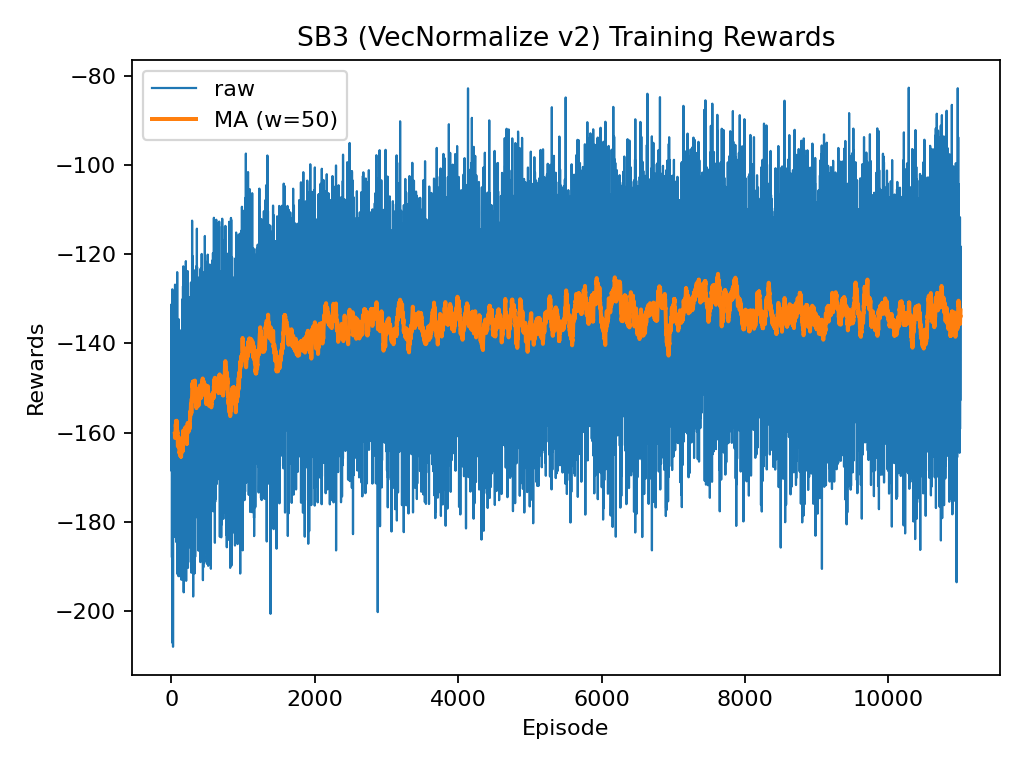 SB3 (VecNormalize v2) Training Rewards
raw
MA (w=50)
−80
−100
−120
−140
−160
−180
−200
Rewards
0
2000
4000
6000
8000
10000
Episode